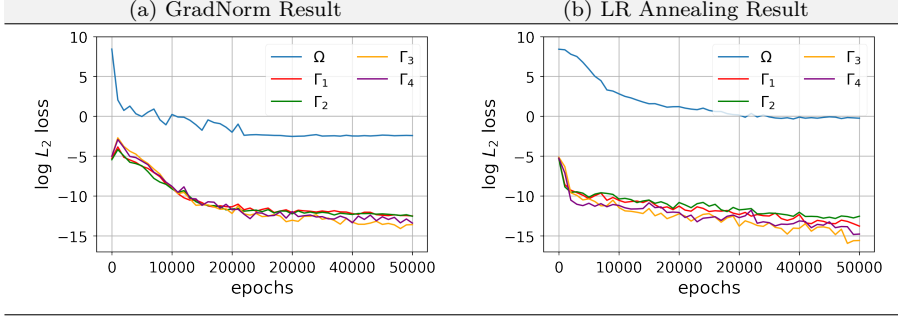 (a) GradNorm Result
(b) LR Annealing Result
10
5
0
−5
−10
−15
log L₂ loss
Ω
Γ₁
Γ₂
Γ₃
Γ₄
0 10000 20000 20000 40000 50000
epochs
10
5
0
−5
−10
−15
log L₂ loss
Ω
Γ₁
Γ₂
Γ₃
Γ₄
0 10000 20000 20000 40000 50000
epochs